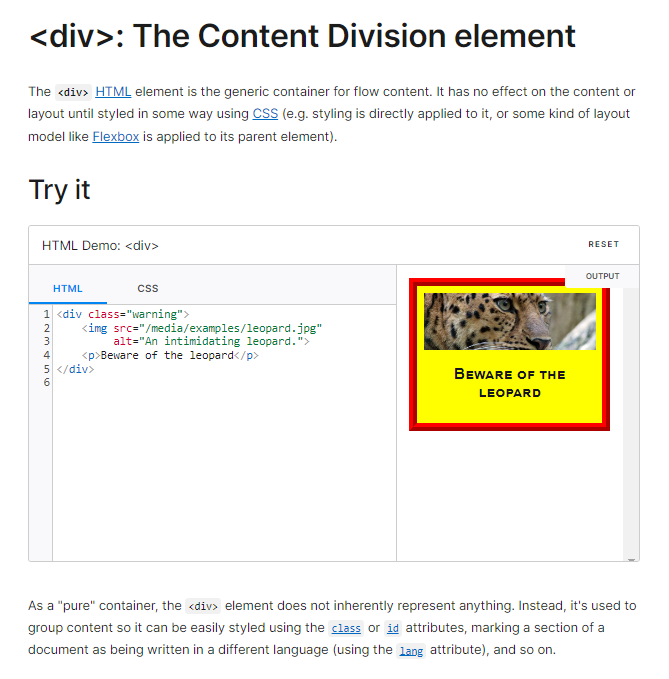 <div>: The Content Division element
The <div> HTML element is the generic container for flow content. It has no effect on the content or
layout until styled in some way using CSS (e.g. styling is directly applied to it, or some kind of layout
model like Flexbox is applied to its parent element).
Try it
HTML Demo: <div>
RESET
HTML CSS
OUTPUT
1 <div class="warning">
2     <img src="/media/examples/leopard.jpg"
3          alt="An intimidating leopard.">
4     <p>Beware of the leopard</p>
5 </div>
6
Beware of the
leopard
As a "pure" container, the <div> element does not inherently represent anything. Instead, it's used to
group content so it can be easily styled using the class or id attributes, marking a section of a
document as being written in a different language (using the lang attribute), and so on.